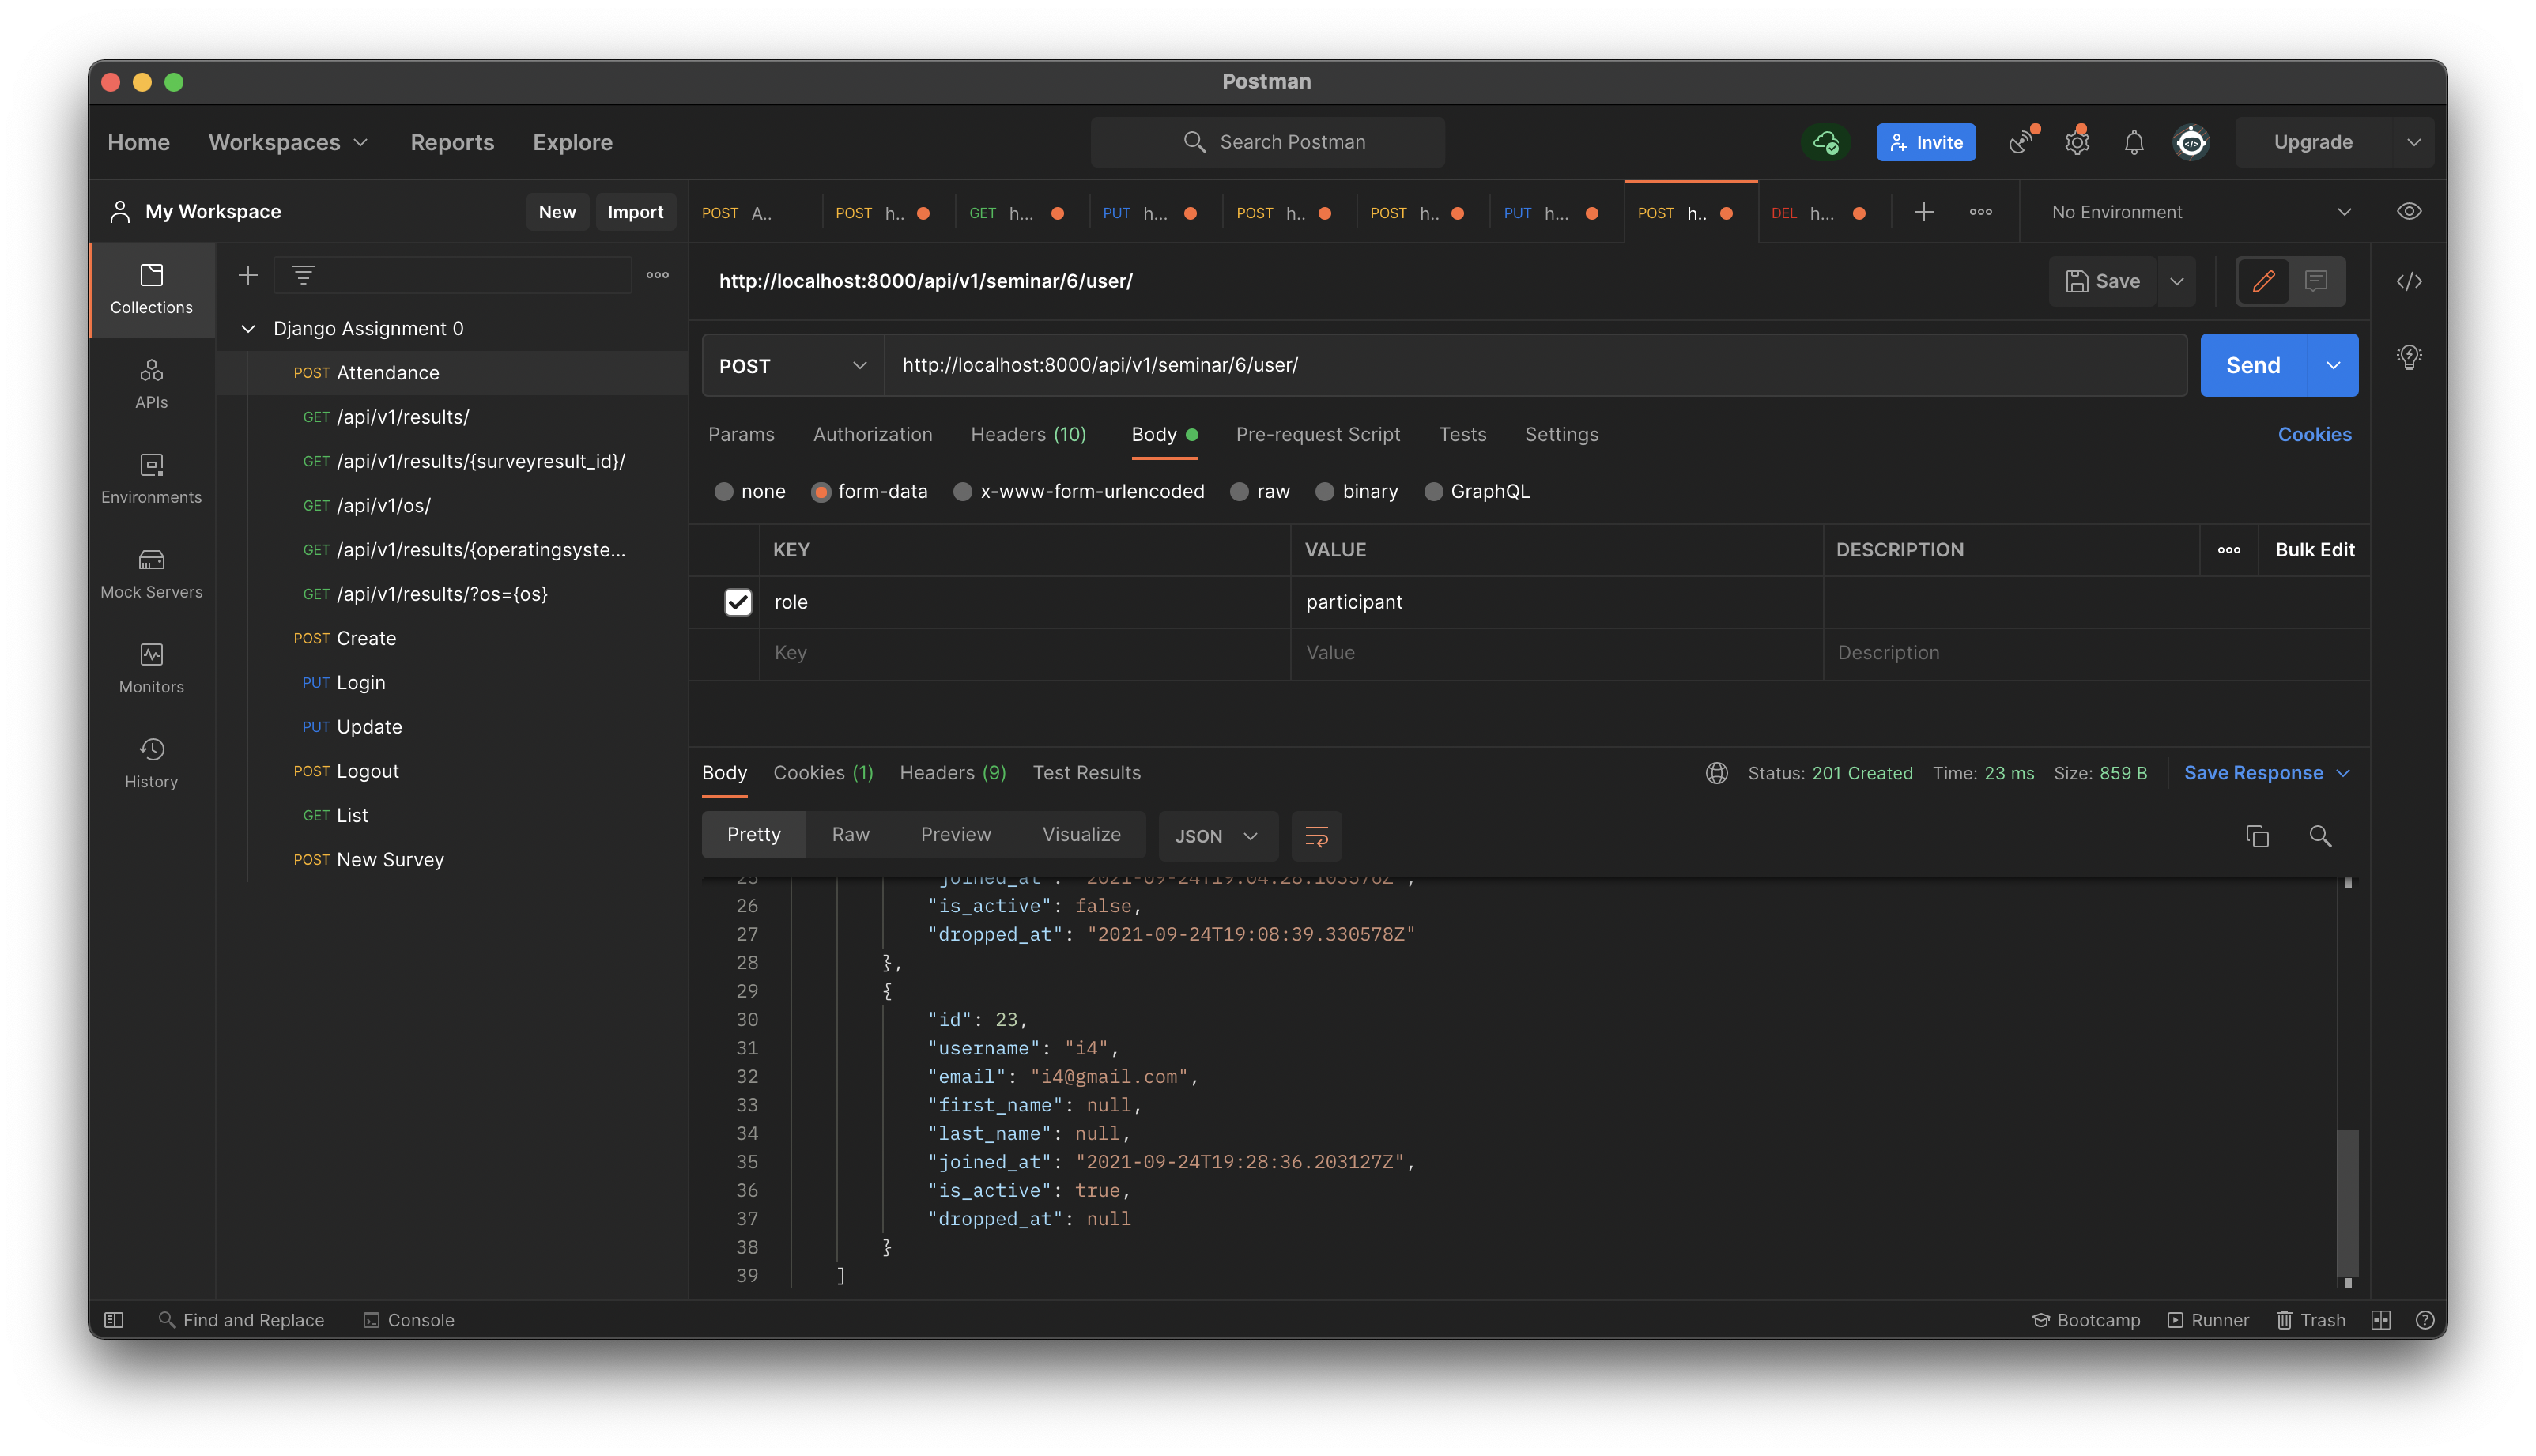 Postman
Home Workspaces Reports Explore Search Postman Invite Upgrade
My Workspace New Import POST A.. POST h.. GET h... PUT h... POST h.. POST h.. PUT h... POST h.. DEL h... No Environment
Collections
APIs
Environments
Mock Servers
Monitors
History
Django Assignment 0
POST Attendance
GET /api/v1/results/
GET /api/v1/results/{surveyresult_id}/
GET /api/v1/os/
GET /api/v1/results/{operatingsyste...
GET /api/v1/results/?os={os}
POST Create
PUT Login
PUT Update
POST Logout
GET List
POST New Survey
http://localhost:8000/api/v1/seminar/6/user/ Save
POST http://localhost:8000/api/v1/seminar/6/user/ Send
Params Authorization Headers (10) Body Pre-request Script Tests Settings Cookies
none form-data x-www-form-urlencoded raw binary GraphQL
KEY VALUE DESCRIPTION Bulk Edit
role participant
Key Value Description
Body Cookies (1) Headers (9) Test Results Status: 201 Created Time: 23 ms Size: 859 B Save Response
Pretty Raw Preview Visualize JSON
25 "joined_at": "2021-09-24T19:04:28.103578Z",
26 "is_active": false,
27 "dropped_at": "2021-09-24T19:08:39.330578Z"
28 },
29 {
30 "id": 23,
31 "username": "i4",
32 "email": "i4@gmail.com",
33 "first_name": null,
34 "last_name": null,
35 "joined_at": "2021-09-24T19:28:36.203127Z",
36 "is_active": true,
37 "dropped_at": null
38 }
39 ]
Find and Replace Console Bootcamp Runner Trash